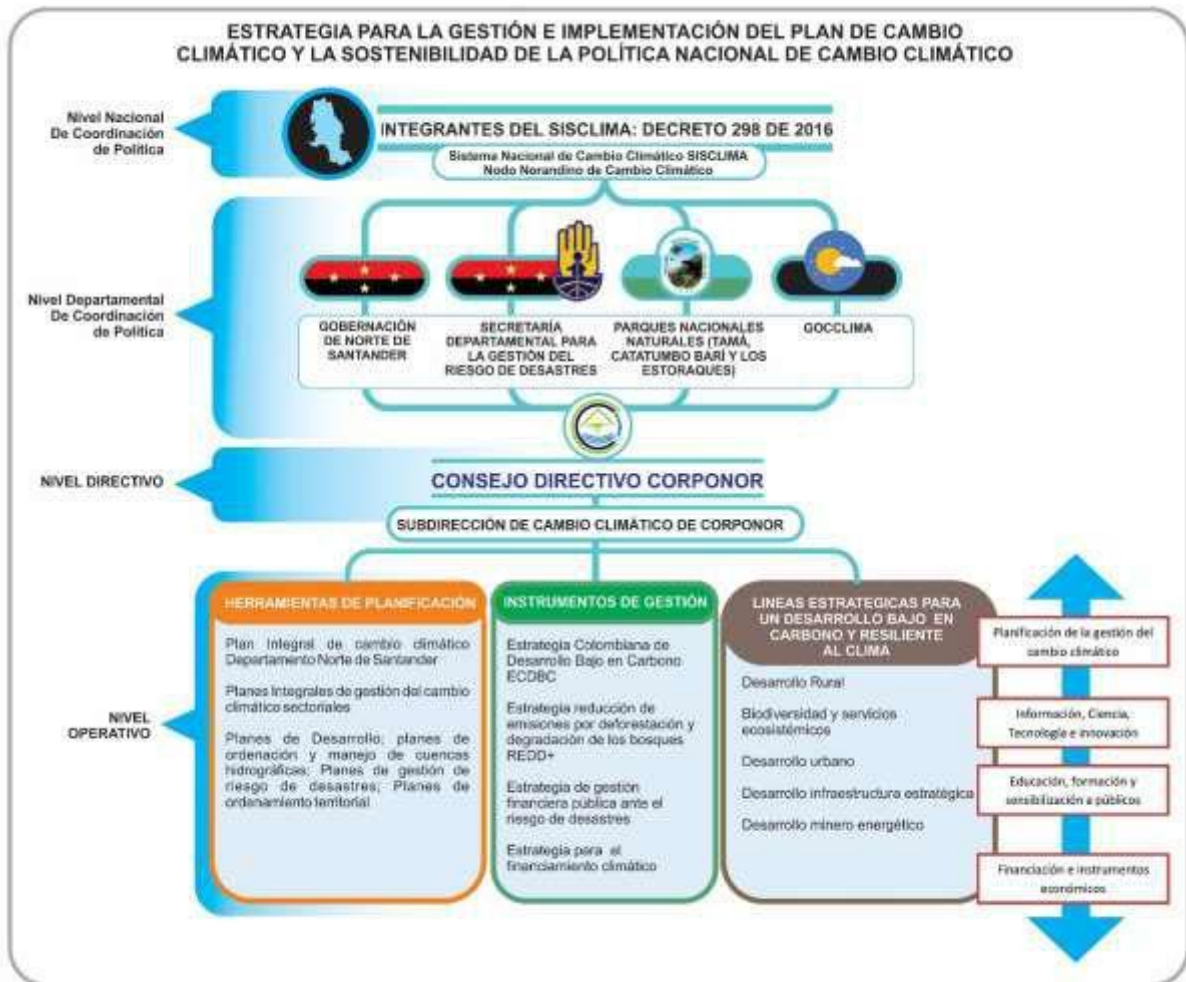 ESTRATEGIA PARA LA GESTIÓN E IMPLEMENTACIÓN DEL PLAN DE CAMBIO
CLIMÁTICO Y LA SOSTENIBILIDAD DE LA POLÍTICA NACIONAL DE CAMBIO CLIMÁTICO
Nivel Nacional
De Coordinación
de Política
INTEGRANTES DEL SISCLIMA: DECRETO 298 DE 2016
Sistema Nacional de Cambio Climático SISCLIMA
Nodo Norandino de Cambio Climático
Nivel Departamental
De Coordinación
de Política
GOBERNACIÓN
DE NORTE DE
SANTANDER
SECRETARÍA
DEPARTAMENTAL PARA
LA GESTIÓN DEL
RIESGO DE DESASTRES
PARQUES NACIONALES
NATURALES (TAMÁ,
CATATUMBO BARÍ Y LOS
ESTORAQUES)
GOCCLIMA
NIVEL DIRECTIVO
CONSEJO DIRECTIVO CORPONOR
SUBDIRECCIÓN DE CAMBIO CLIMÁTICO DE CORPONOR
NIVEL
OPERATIVO
HERRAMIENTAS DE PLANIFICACIÓN
Plan Integral de cambio climático
Departamento Norte de Santander
Planes Integrales de gestión del cambio
climático sectoriales
Planes de Desarrollo; planes de
ordenación y manejo de cuencas
hidrográficas; Planes de gestión de
riesgo de desastres; Planes de
ordenamiento territorial
INSTRUMENTOS DE GESTIÓN
Estrategia Colombiana de
Desarrollo Bajo en Carbono
ECDBC
Estrategia reducción de
emisiones por deforestación y
degradación de los bosques
REDD+
Estrategia de gestión
financiera pública ante el
riesgo de desastres
Estrategia para el
financiamiento climático
LINEAS ESTRATEGICAS PARA
UN DESARROLLO BAJO EN
CARBONO Y RESILIENTE
AL CLIMA
Desarrollo Rural
Biodiversidad y servicios
ecosistémicos
Desarrollo urbano
Desarrollo infraestructura estratégica
Desarrollo minero energético
Planificación de la gestión del
cambio climático
Información, Ciencia,
Tecnología e innovación
Educación, formación y
sensibilización a públicos
Financiación e instrumentos
económicos